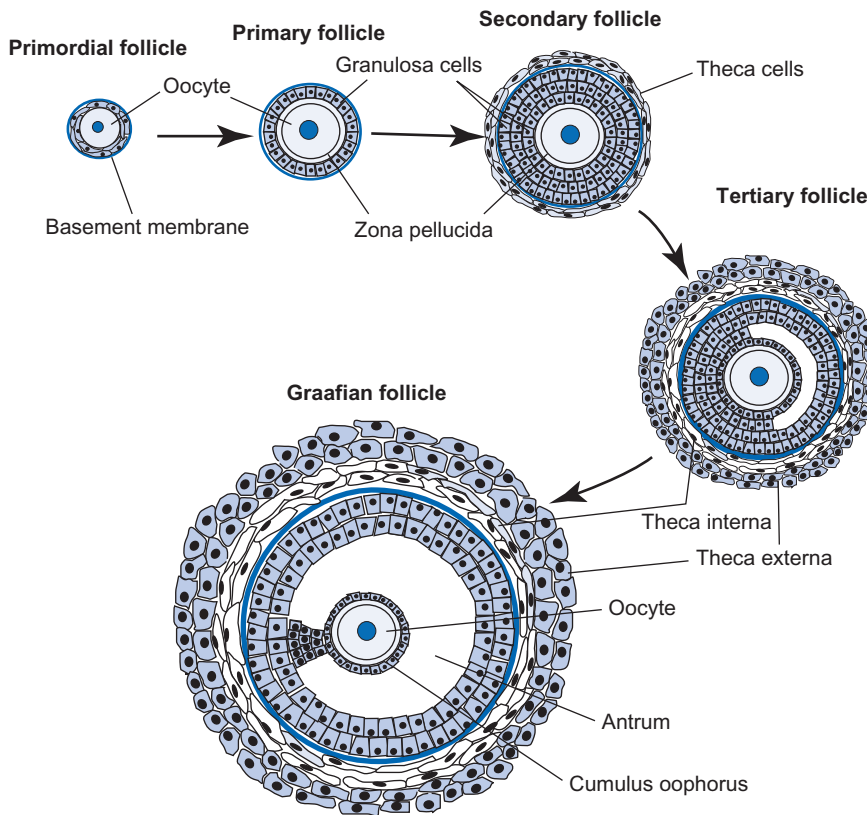 Primordial follicle
Primary follicle
Secondary follicle
Oocyte
Granulosa cells
Theca cells
Basement membrane
Zona pellucida
Tertiary follicle
Graafian follicle
Theca interna
Theca externa
Oocyte
Antrum
Cumulus oophorus